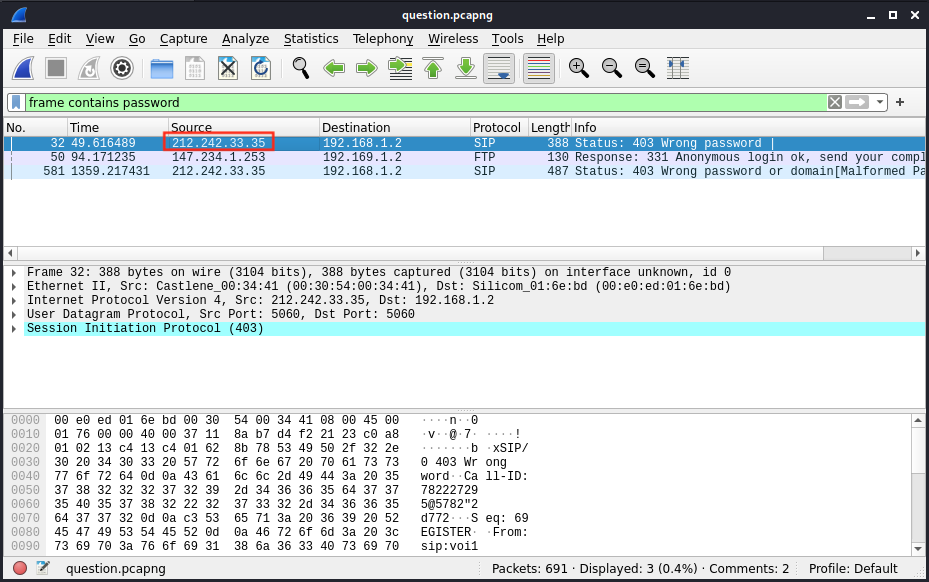 question.pcapng
File Edit View Go Capture Analyze Statistics Telephony Wireless Tools Help
frame contains password
No. Time Source Destination Protocol Length Info
32 49.616489 212.242.33.35 192.168.1.2 SIP 388 Status: 403 Wrong password |
50 94.171235 147.234.1.253 192.169.1.2 FTP 130 Response: 331 Anonymous login ok, send your compl
581 1359.217431 212.242.33.35 192.168.1.2 SIP 487 Status: 403 Wrong password or domain[Malformed Pa
Frame 32: 388 bytes on wire (3104 bits), 388 bytes captured (3104 bits) on interface unknown, id 0
Ethernet II, Src: Castlene_00:34:41 (00:30:54:00:34:41), Dst: Silicom_01:6e:bd (00:e0:ed:01:6e:bd)
Internet Protocol Version 4, Src: 212.242.33.35, Dst: 192.168.1.2
User Datagram Protocol, Src Port: 5060, Dst Port: 5060
Session Initiation Protocol (403)
0000 00 e0 ed 01 6e bd 00 30 54 00 34 41 08 00 45 00 ····n··0
0010 01 76 00 00 40 00 37 11 8a b7 d4 f2 21 23 c0 a8 ·v··@·7· ····!
0020 01 02 13 c4 13 c4 01 62 8b 78 53 49 50 2f 32 2e ·······b ·xSIP/
0030 30 20 34 30 33 20 57 72 6f 6e 67 20 70 61 73 73 0 403 Wr ong
0040 77 6f 72 64 0d 0a 43 61 6c 6c 2d 49 44 3a 20 35 word··Ca ll-ID:
0050 37 38 32 32 32 37 32 39 2d 34 36 36 35 64 37 37 78222729
0060 35 40 35 37 38 32 22 32 37 33 32 2d 34 36 36 35 5@5782"2
0070 64 37 37 32 0d 0a c3 53 65 71 3a 20 36 39 20 52 d772···S eq: 69
0080 45 47 49 53 54 45 52 0d 0a 46 72 6f 6d 3a 20 3c EGISTER· ·From:
0090 73 69 70 3a 76 6f 69 31 38 6a 36 33 40 73 69 70 sip:voi1
question.pcapng Packets: 691 · Displayed: 3 (0.4%) · Comments: 2 Profile: Default